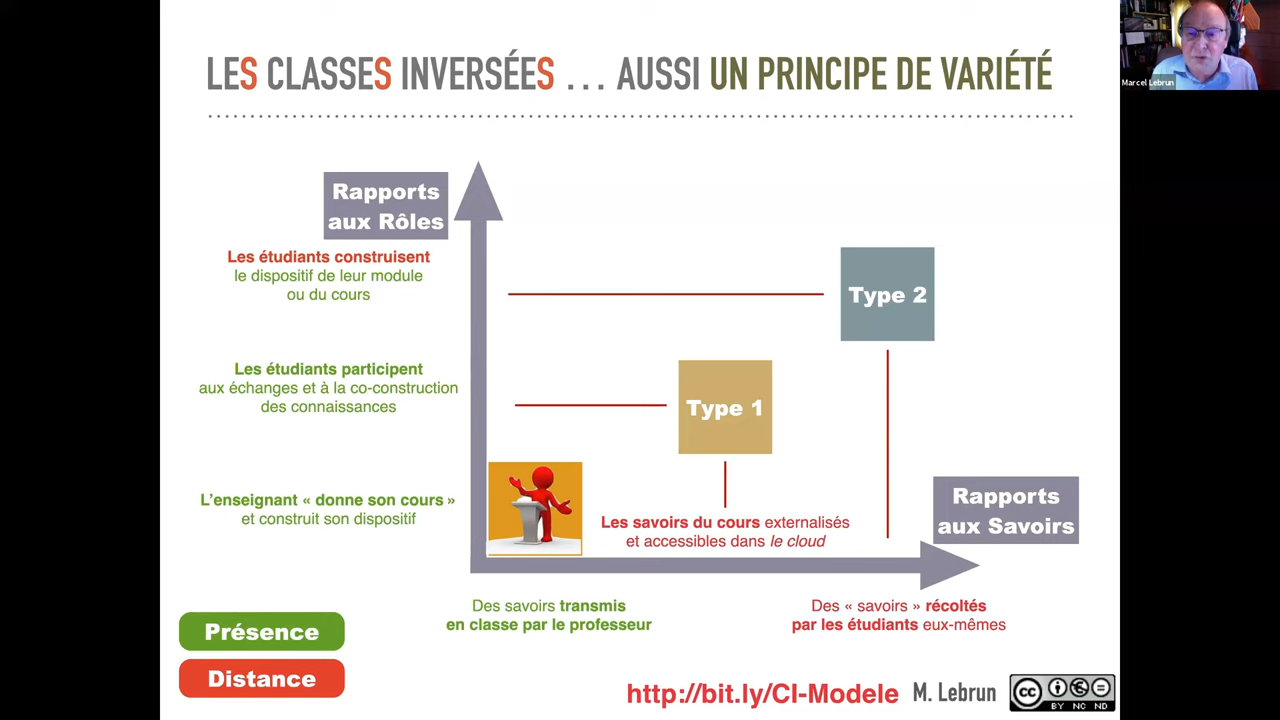 LES CLASSES INVERSÉES ... AUSSI UN PRINCIPE DE VARIÉTÉ
Marcel Lebrun
Rapports
aux Rôles
Les étudiants construisent
le dispositif de leur module
ou du cours
Type 2
Les étudiants participent
aux échanges et à la co-construction
des connaissances
Type 1
L'enseignant « donne son cours »
et construit son dispositif
Les savoirs du cours externalisés
et accessibles dans le cloud
Rapports
aux Savoirs
Des savoirs transmis
en classe par le professeur
Des « savoirs » récoltés
par les étudiants eux-mêmes
Présence
Distance
http://bit.ly/CI-Modele M. Lebrun
cc
BY NC ND